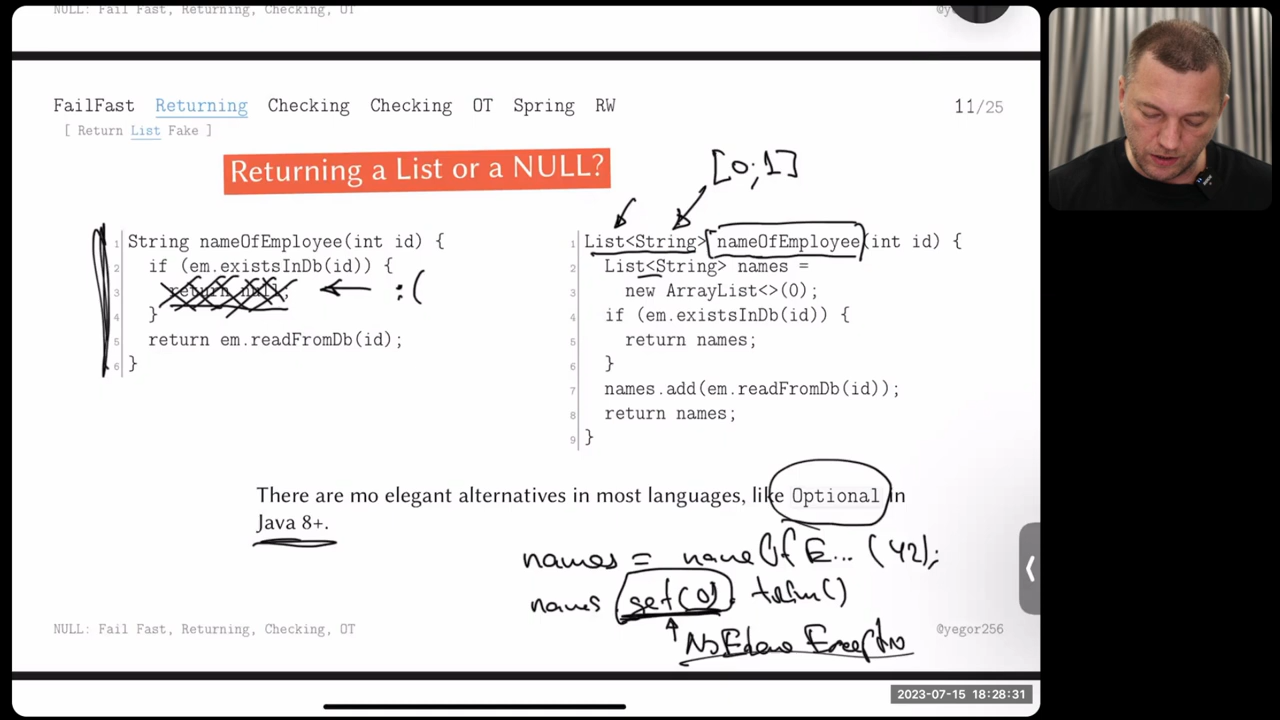 NULL: Fail Fast, Returning, Checking, OT
FailFast Returning Checking Checking OT Spring RW 11/25
[ Return List Fake ]
Returning a List or a NULL?
[0;1]
1 String nameOfEmployee(int id) {
2 if (em.existsInDb(id)) {
3 return null; ← :(
4 }
5 return em.readFromDb(id);
6 }
1 List<String> nameOfEmployee(int id) {
2 List<String> names =
3 new ArrayList<>(0);
4 if (em.existsInDb(id)) {
5 return names;
6 }
7 names.add(em.readFromDb(id));
8 return names;
9 }
There are mo elegant alternatives in most languages, like Optional in
Java 8+.
names = nameOf E... (42);
names get(0). trim()
NULL: Fail Fast, Returning, Checking, OT
@yegor256
2023-07-15 18:28:31